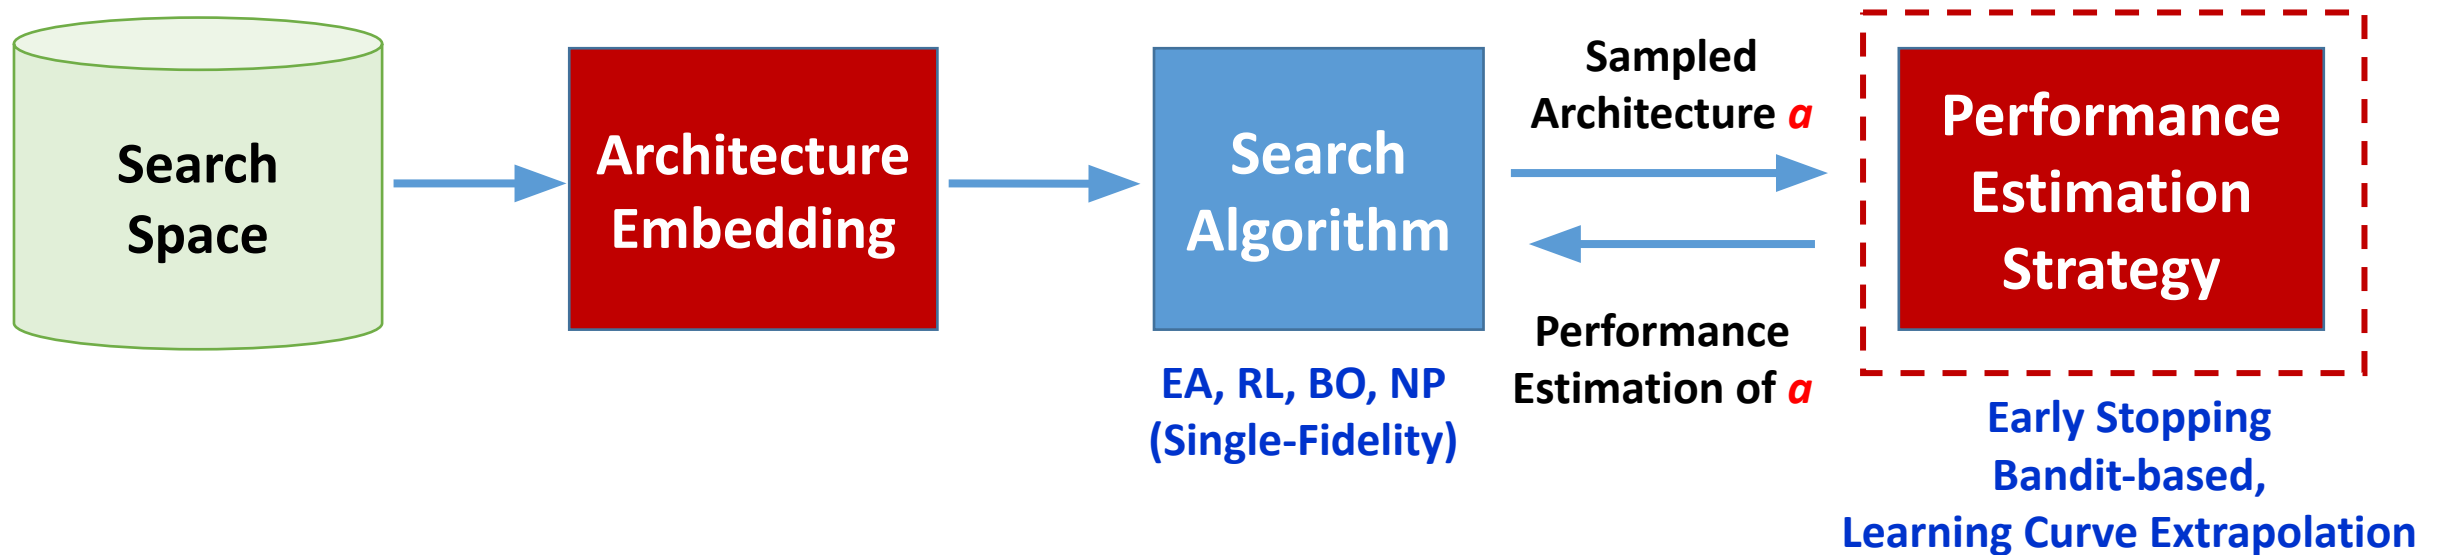 Search
Space
Architecture
Embedding
Search
Algorithm
EA, RL, BO, NP
(Single-Fidelity)
Sampled
Architecture a
Performance
Estimation of a
Performance
Estimation
Strategy
Early Stopping
Bandit-based,
Learning Curve Extrapolation